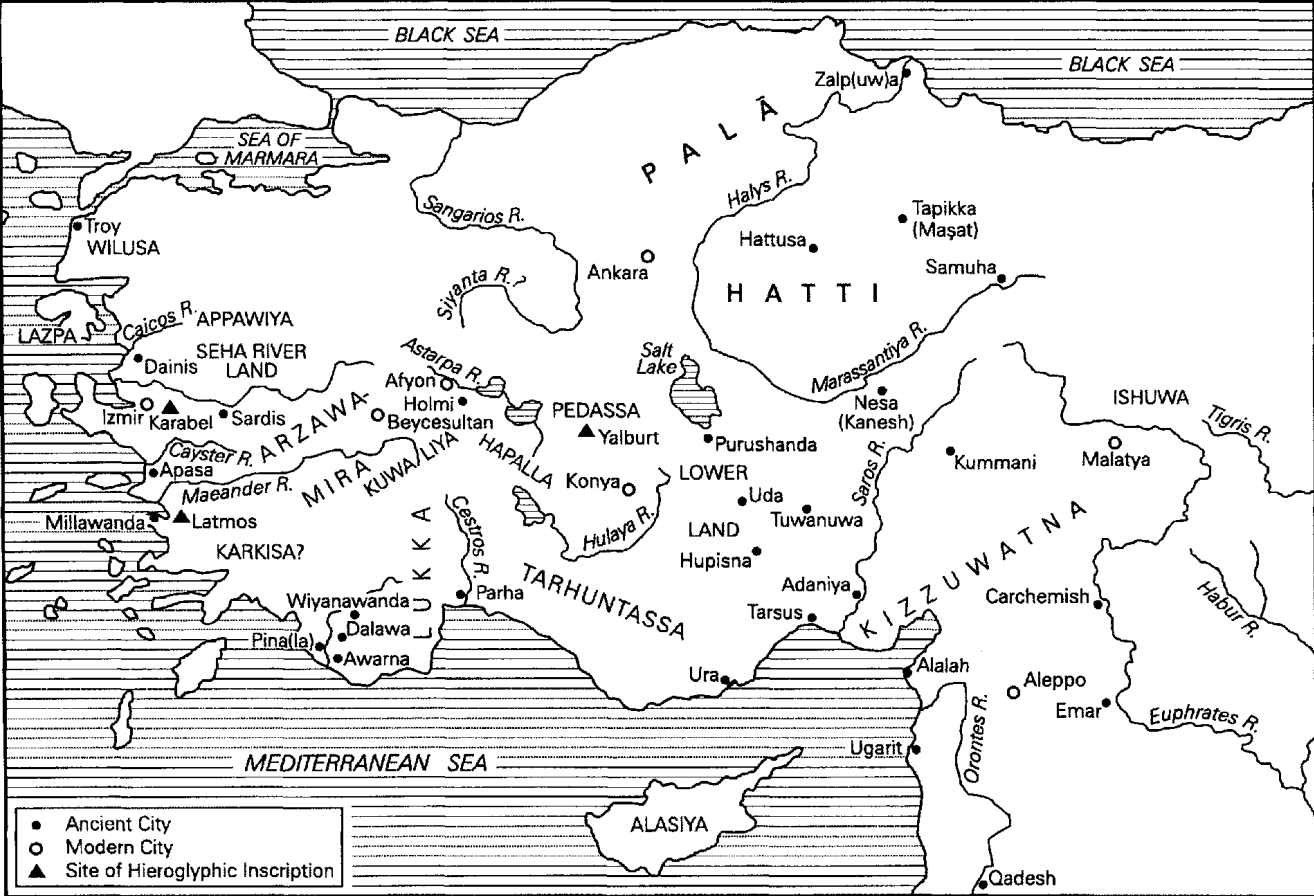 BLACK SEA
BLACK SEA
Zalp(uw)a
SEA OF
MARMARA
PALĀ
Halys R.
Sangarios R.
Troy
WILUSA
Tapikka
(Maşat)
Hattusa
Ankara
Samuha
Siyanta R.?
HATTI
Caicos R.
APPAWIYA
LAZPA
Dainis
SEHA RIVER
LAND
Astarpa R.
Salt
Lake
Marassantiya R.
Afyon
Holmi
Nesa
(Kanesh)
ISHUWA
Tigris R.
Izmir
Karabel
Sardis
ARZAWA
Beycesultan
PEDASSA
Yalburt
Purushanda
Cayster R.
Apasa
MIRA
KUWALIYA
HAPALLA
Kummani
Malatya
Maeander R.
Konya
LOWER
LAND
Saros R.
Uda
Tuwanuwa
Millawanda
Latmos
Hulaya R.
KARKISA?
LUKKA
Cestros R.
Hupisna
KIZZUWATNA
TARHUNTASSA
Adaniya
Carchemish
Habur R.
Wiyanawanda
Parha
Tarsus
Dalawa
Pina(la)
Awarna
Ura
Alalah
Aleppo
Emar
Euphrates R.
Orontes R.
Ugarit
MEDITERRANEAN SEA
ALASIYA
Qadesh
Ancient City
Modern City
Site of Hieroglyphic Inscription